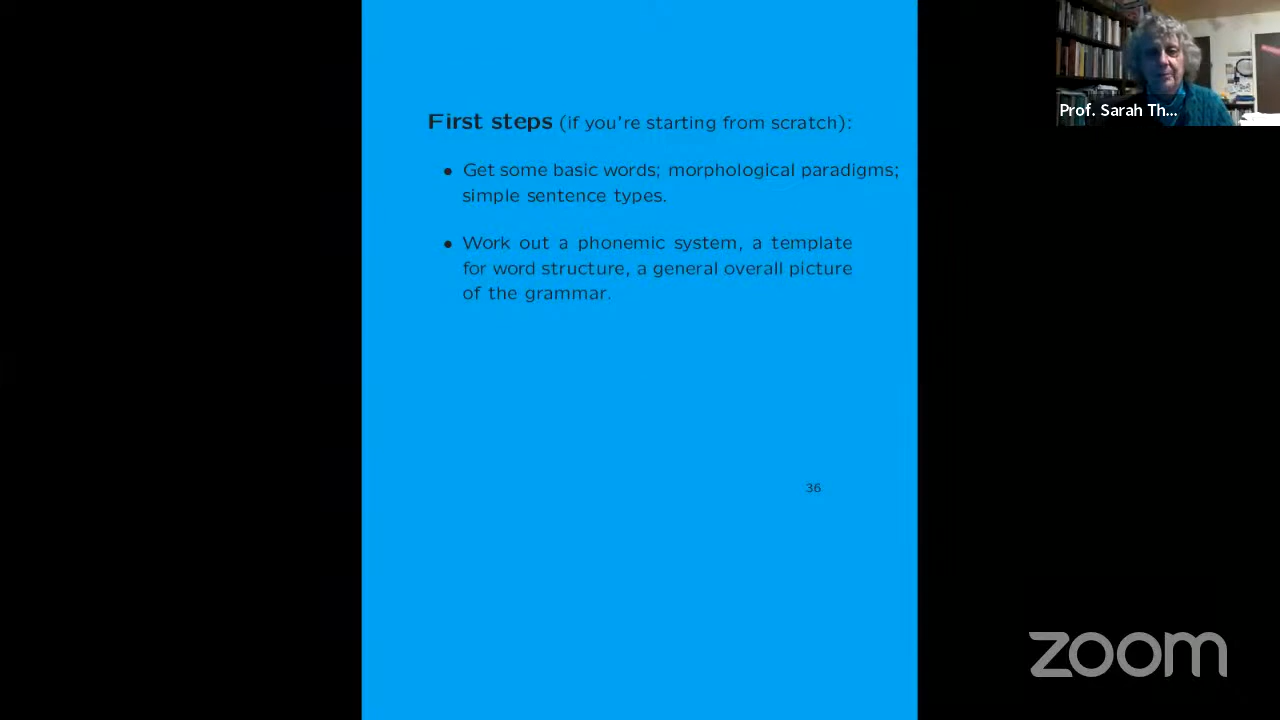 First steps (if you're starting from scratch):
• Get some basic words; morphological paradigms;
simple sentence types.
• Work out a phonemic system, a template
for word structure, a general overall picture
of the grammar.
36
Prof. Sarah Th...
zoom